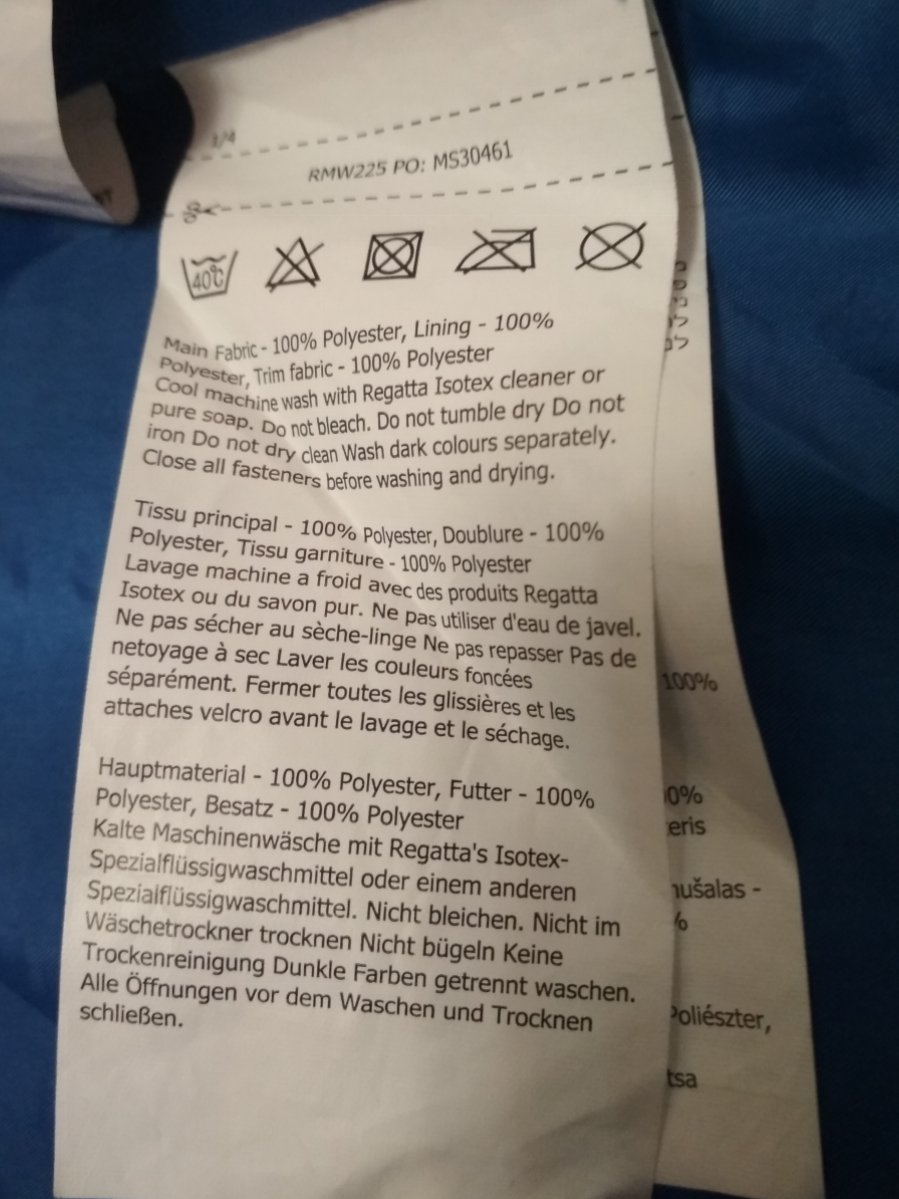 1/4
RMW225 PO: MS30461
40°C
Main Fabric - 100% Polyester, Lining - 100%
Polyester, Trim fabric - 100% Polyester
Cool machine wash with Regatta Isotex cleaner or
pure soap. Do not bleach. Do not tumble dry Do not
iron Do not dry clean Wash dark colours separately.
Close all fasteners before washing and drying.
Tissu principal - 100% Polyester, Doublure - 100%
Polyester, Tissu garniture - 100% Polyester
Lavage machine a froid avec des produits Regatta
Isotex ou du savon pur. Ne pas utiliser d'eau de javel.
Ne pas sécher au sèche-linge Ne pas repasser Pas de
netoyage à sec Laver les couleurs foncées
séparément. Fermer toutes les glissières et les
attaches velcro avant le lavage et le séchage.
Hauptmaterial - 100% Polyester, Futter - 100%
Polyester, Besatz - 100% Polyester
Kalte Maschinenwäsche mit Regatta's Isotex-
Spezialflüssigwaschmittel oder einem anderen
Spezialflüssigwaschmittel. Nicht bleichen. Nicht im
Wäschetrockner trocknen Nicht bügeln Keine
Trockenreinigung Dunkle Farben getrennt waschen.
Alle Öffnungen vor dem Waschen und Trocknen
schließen.
100%
0%
eris
nušalas -
%
Poliészter,
tsa